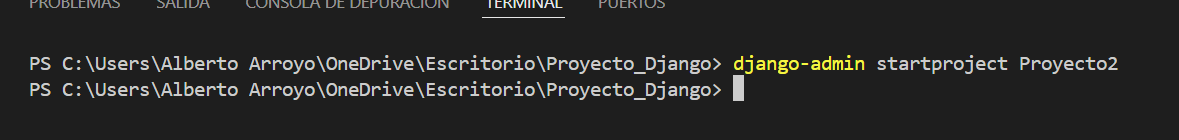 PROBLEMAS SALIDA CONSOLA DE DEPURACIÓN TERMINAL PUERTOS
PS C:\Users\Alberto Arroyo\OneDrive\Escritorio\Proyecto_Django> django-admin startproject Proyecto2
PS C:\Users\Alberto Arroyo\OneDrive\Escritorio\Proyecto_Django>